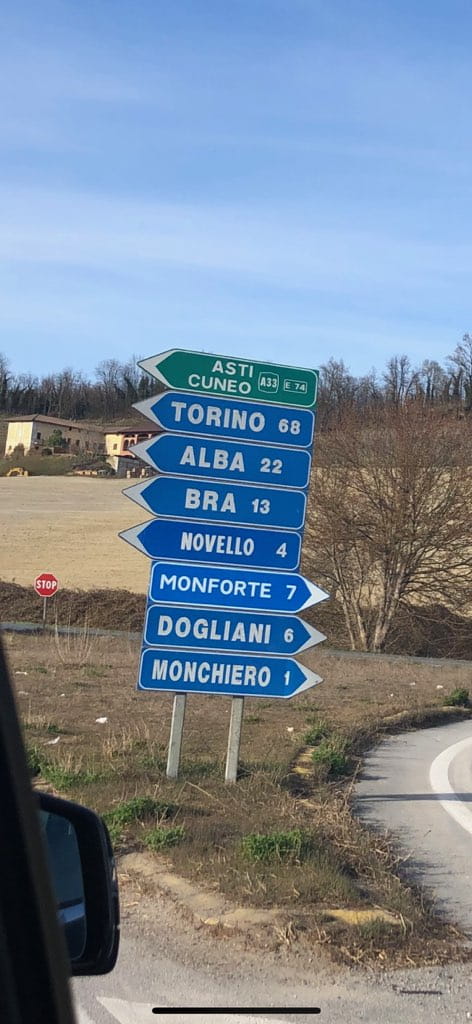 ASTI
CUNEO A33 E 74
TORINO 68
ALBA 22
BRA 13
NOVELLO 4
MONFORTE 7
DOGLIANI 6
MONCHIERO 1
STOP